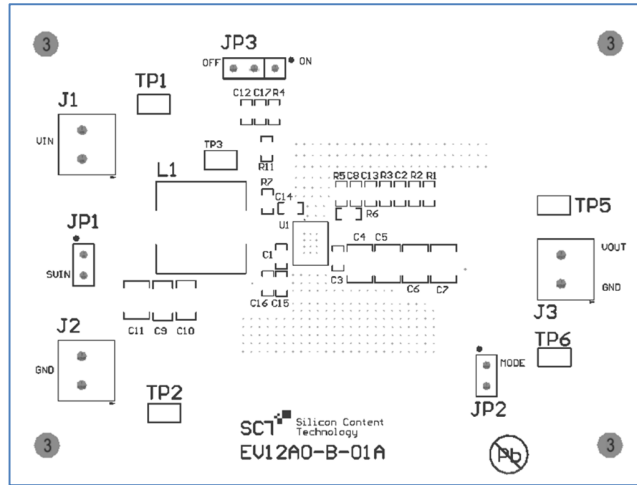 3
JP3
3
OFF
ON
TP1
C12 C17 R4
J1
TP3
VIN
R11
L1
R7
C14
R5 C8 C13 R3 C2 R2 R1
R6
TP5
JP1
U1
C1
C4 C5
C3
VOUT
SVIN
C16 C15
C6 C7
GND
J3
C11 C9 C10
J2
TP6
GND
MODE
TP2
JP2
SCT Silicon Content Technology
EV12A0-B-01A
Pb
3
3